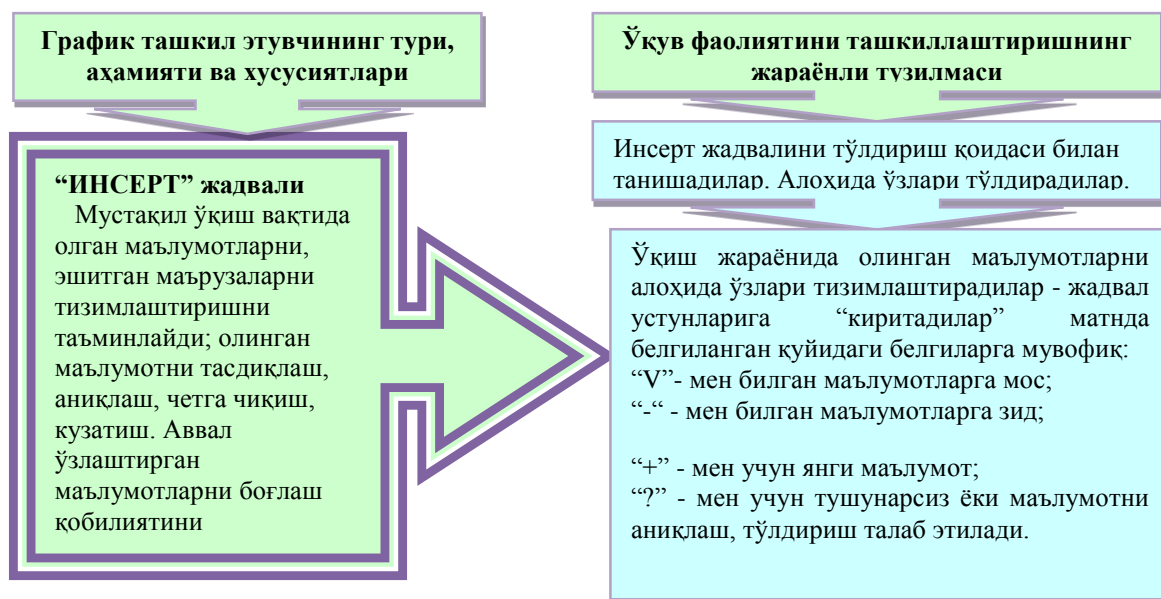 График ташкил этувчининг тури,
аҳамияти ва хусусиятлари
“ИНСЕРТ” жадвали
Мустақил ўқиш вақтида
олган маълумотларни,
эшитган маърузаларни
тизимлаштиришни
таъминлайди; олинган
маълумотни тасдиқлаш,
аниқлаш, четга чиқиш,
кузатиш. Аввал
ўзлаштирган
маълумотларни боғлаш
қобилиятини
Ўқув фаолиятини ташкиллаштиришнинг
жараёнли тузилмаси
Инсерт жадвалини тўлдириш қоидаси билан
танишадилар. Алоҳида ўзлари тўлдирадилар.
Ўқиш жараёнида олинган маълумотларни
алоҳида ўзлари тизимлаштирадилар - жадвал
устунларига “киритадилар” матнда
белгиланган қуйидаги белгиларга мувофиқ:
“V”- мен билган маълумотларга мос;
“-“ - мен билган маълумотларга зид;
“+” - мен учун янги маълумот;
“?” - мен учун тушунарсиз ёки маълумотни
аниқлаш, тўлдириш талаб этилади.